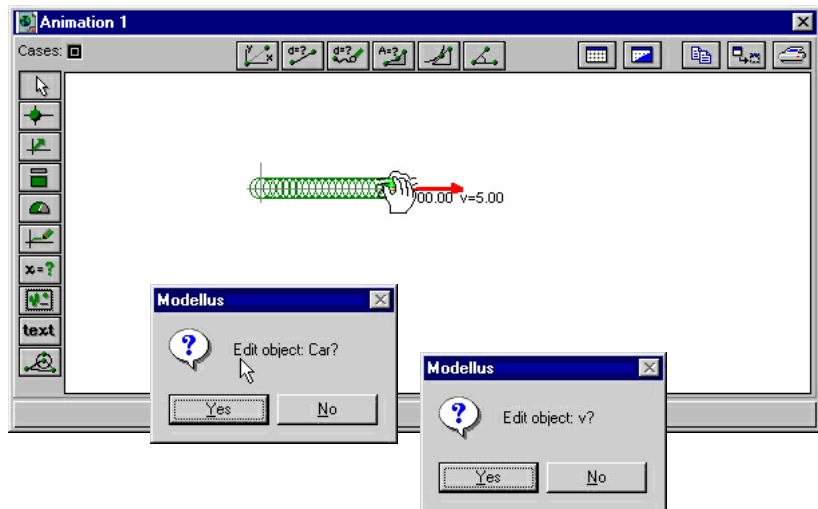 Animation 1
Cases:
y x d=? d=? A=?
x=?
text
00.00 v=5.00
Modellus
Edit object: Car?
Yes No
Modellus
Edit object: v?
Yes No